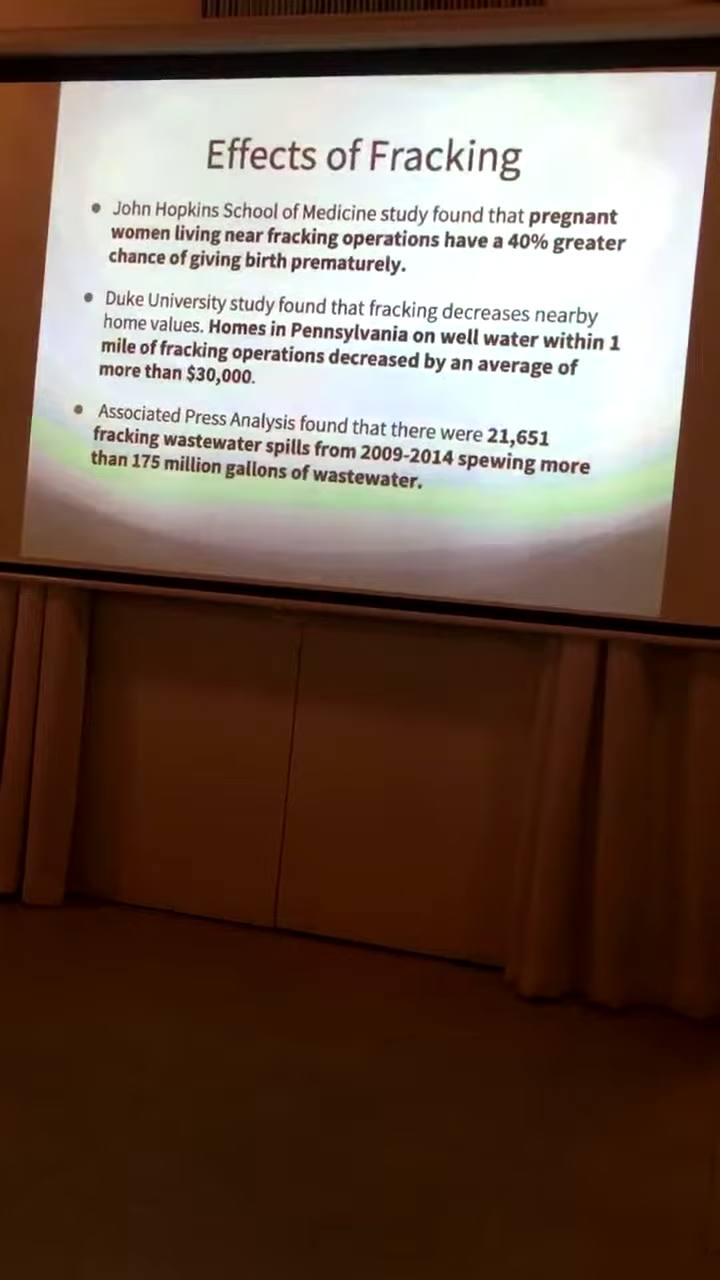 Effects of Fracking
• John Hopkins School of Medicine study found that pregnant
women living near fracking operations have a 40% greater
chance of giving birth prematurely.
• Duke University study found that fracking decreases nearby
home values. Homes in Pennsylvania on well water within 1
mile of fracking operations decreased by an average of
more than $30,000.
• Associated Press Analysis found that there were 21,651
fracking wastewater spills from 2009-2014 spewing more
than 175 million gallons of wastewater.